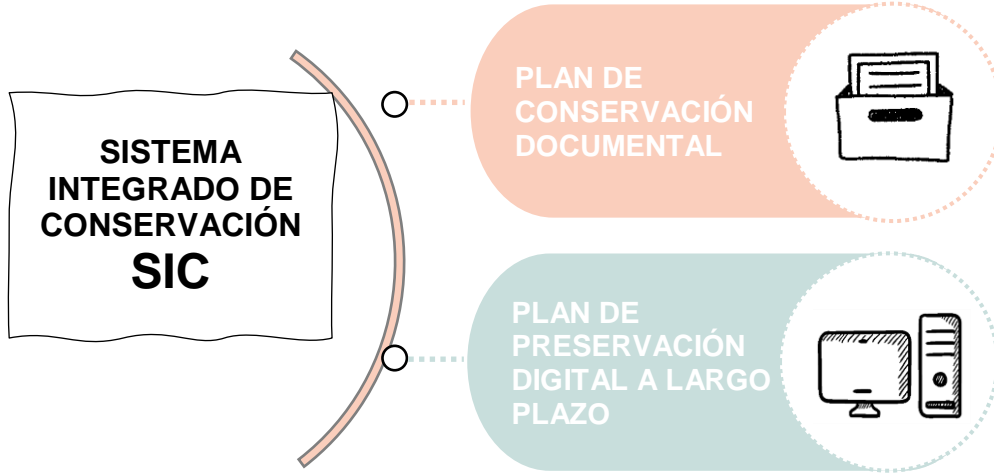 SISTEMA
INTEGRADO DE
CONSERVACIÓN
SIC
PLAN DE
CONSERVACIÓN
DOCUMENTAL
PLAN DE
PRESERVACIÓN
DIGITAL A LARGO
PLAZO